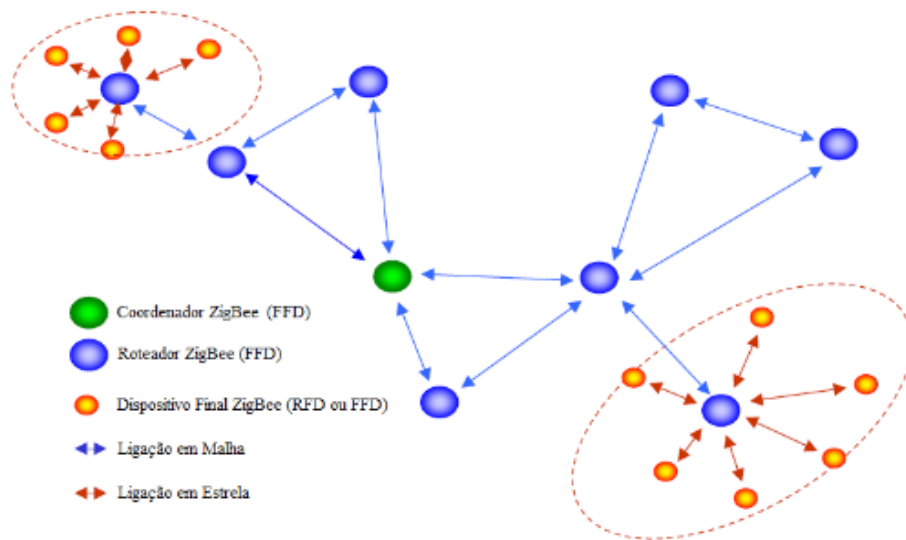 Coordenador ZigBee (FFD)
Roteador ZigBee (FFD)
Dispositivo Final ZigBee (RFD ou FFD)
Ligação em Malha
Ligação em Estrela